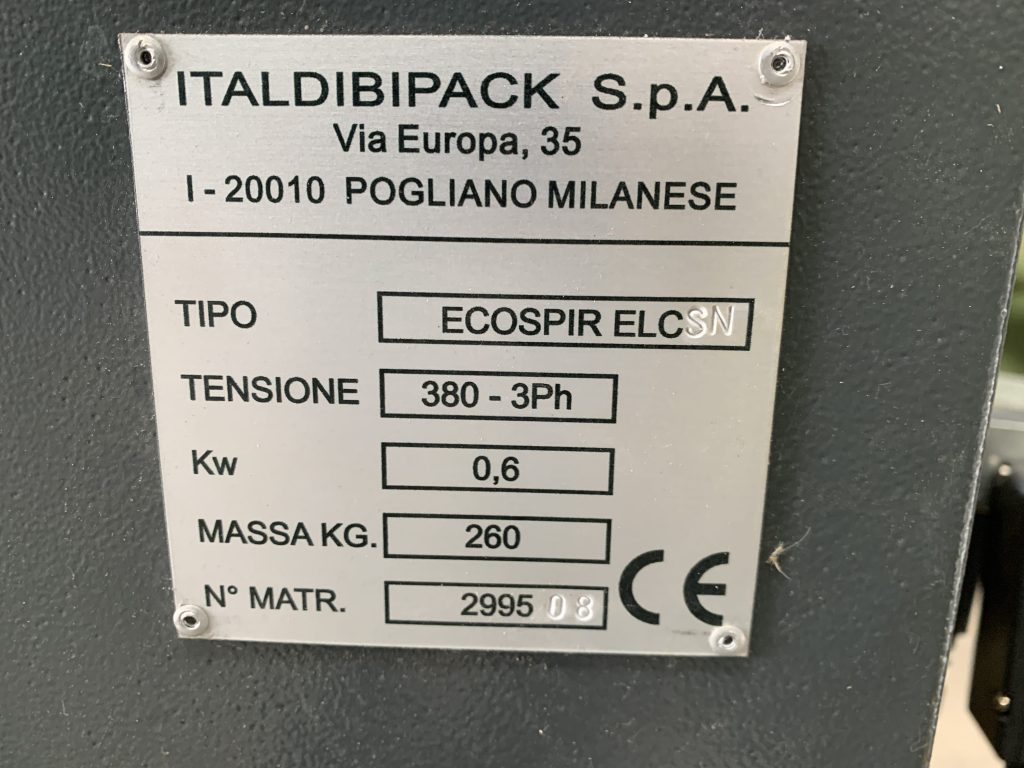 ITALDIBIPACK S.p.A.
Via Europa, 35
I - 20010 POGLIANO MILANESE
TIPO ECOSPIR ELCSN
TENSIONE 380 - 3Ph
Kw 0,6
MASSA KG. 260
N° MATR. 2995 08
CE